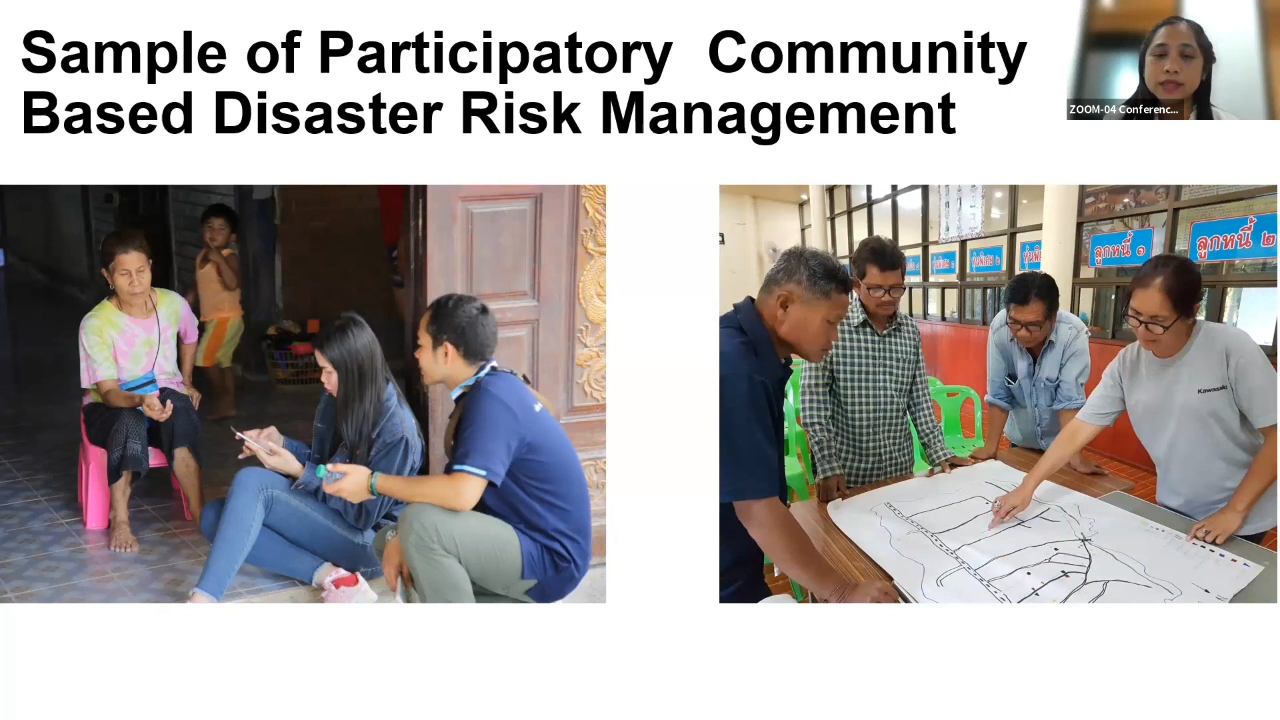 Sample of Participatory  Community
Based Disaster Risk Management
ZOOM-04 Conferenc...
ลูกหนี้ ๑
ลูกหนี้ ๒
Kawasaki